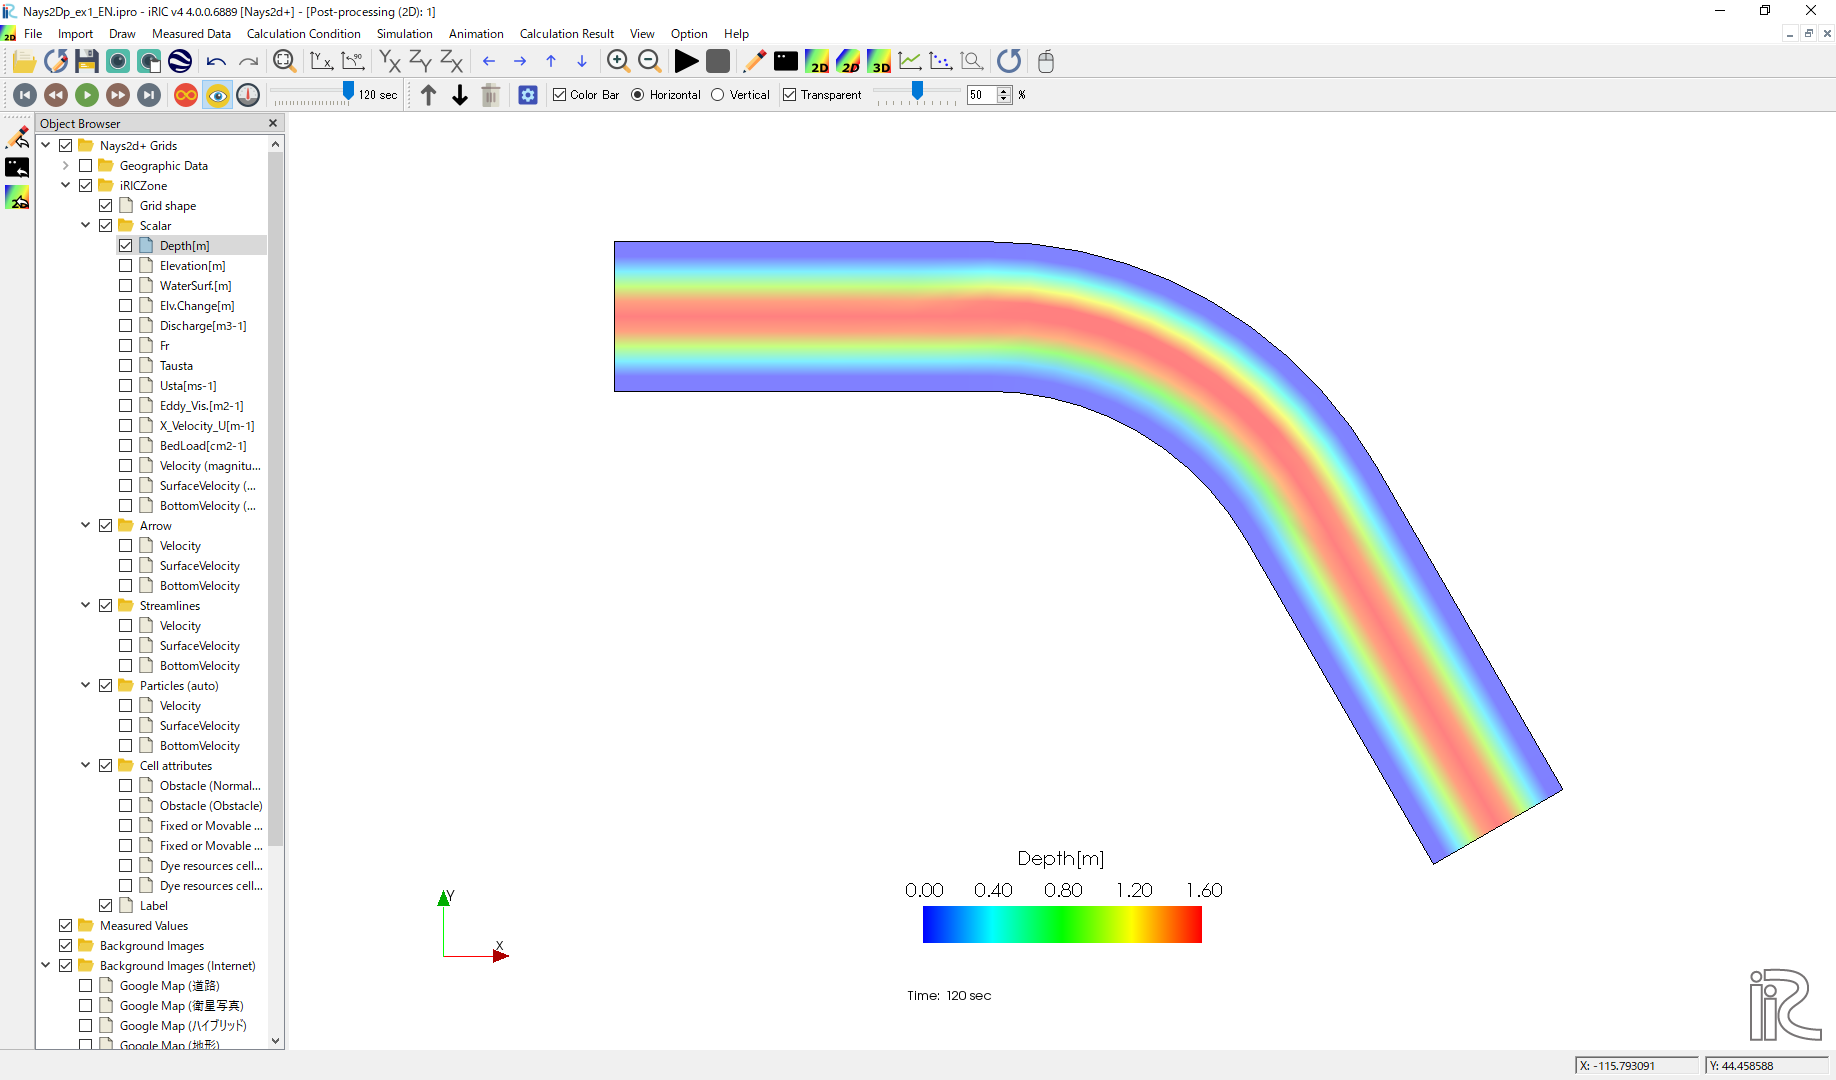 Nays2Dp_ex1_EN.ipro - iRIC v4 4.0.0.6889 [Nays2d+] - [Post-processing (2D): 1]
File Import Draw Measured Data Calculation Condition Simulation Animation Calculation Result View Option Help
120 sec Color Bar Horizontal Vertical Transparent 50 %
Object Browser
Nays2d+ Grids
Geographic Data
iRICZone
Grid shape
Scalar
Depth[m]
Elevation[m]
WaterSurf.[m]
Elv.Change[m]
Discharge[m3-1]
Fr
Tausta
Usta[ms-1]
Eddy_Vis.[m2-1]
X_Velocity_U[m-1]
BedLoad[cm2-1]
Velocity (magnitu...
SurfaceVelocity (...
BottomVelocity (...
Arrow
Velocity
SurfaceVelocity
BottomVelocity
Streamlines
Velocity
SurfaceVelocity
BottomVelocity
Particles (auto)
Velocity
SurfaceVelocity
BottomVelocity
Cell attributes
Obstacle (Normal...
Obstacle (Obstacle)
Fixed or Movable ...
Fixed or Movable ...
Dye resources cell...
Dye resources cell...
Label
Measured Values
Background Images
Background Images (Internet)
Google Map (道路)
Google Map (衛星写真)
Google Map (ハイブリッド)
Google Map (地形)
Depth[m]
0.00 0.40 0.80 1.20 1.60
Y
X
Time: 120 sec
iRIC
X: -115.793091 Y: 44.458588